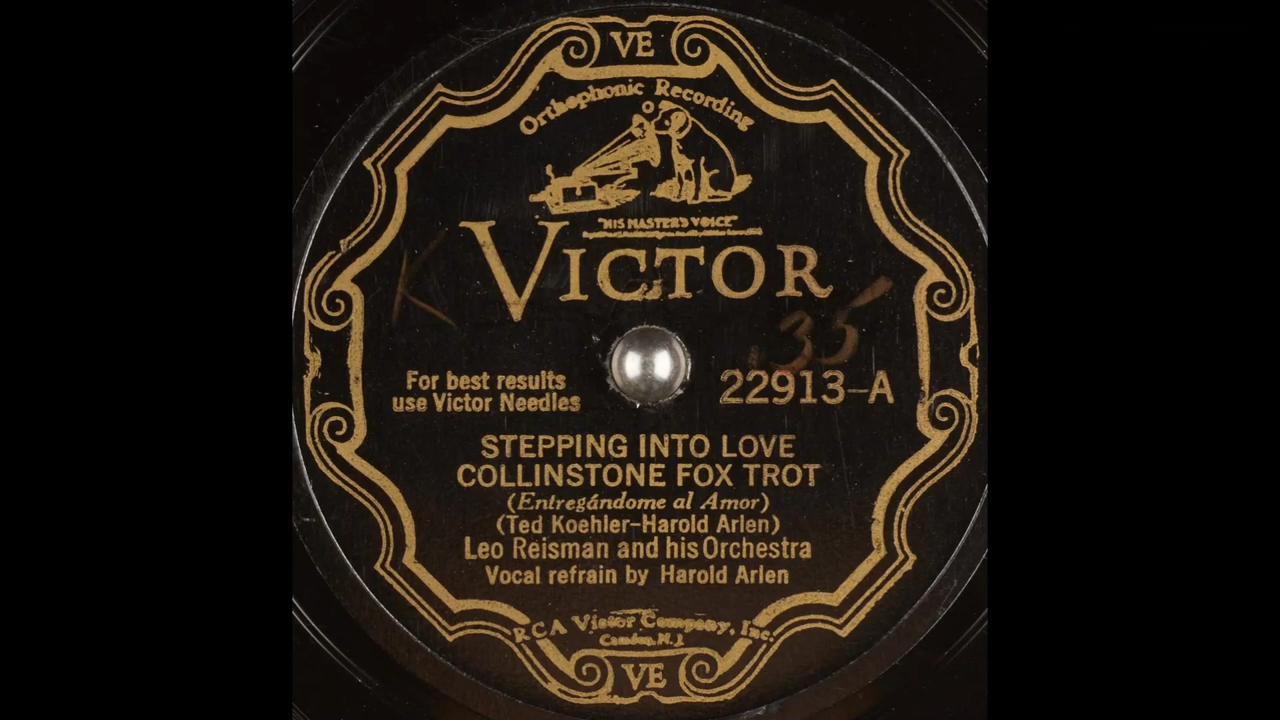 VE
Orthophonic Recording
"HIS MASTER'S VOICE"
VICTOR
K
.35
For best results
use Victor Needles
22913-A
STEPPING INTO LOVE
COLLINSTONE FOX TROT
(Entregándome al Amor)
(Ted Koehler-Harold Arlen)
Leo Reisman and his Orchestra
Vocal refrain by Harold Arlen
RCA Victor Company, Inc.
Camden, N.J.
VE